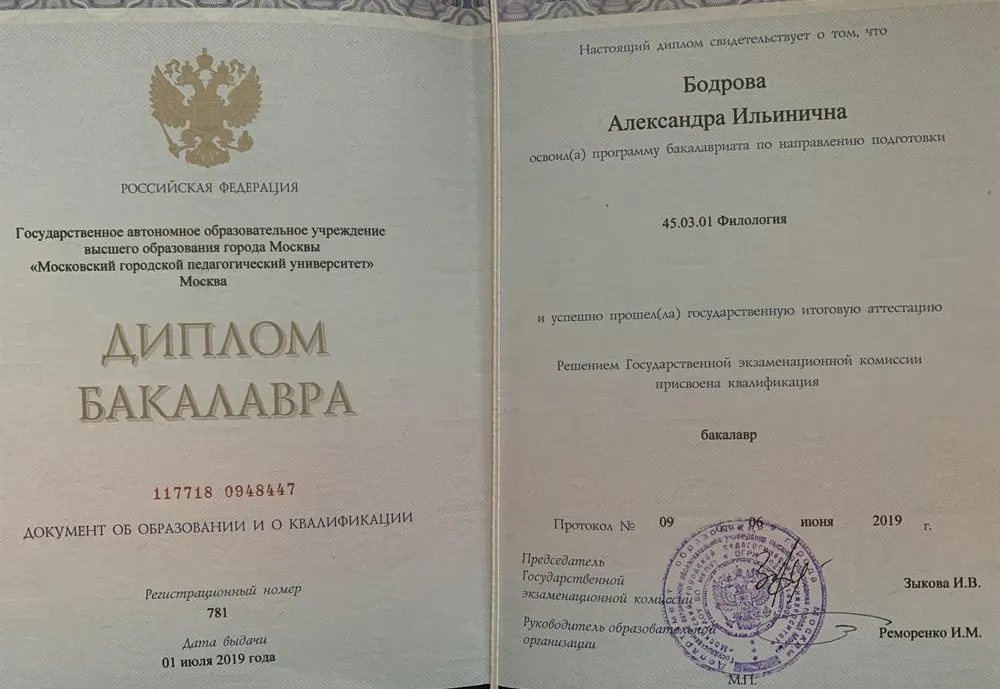 РОССИЙСКАЯ ФЕДЕРАЦИЯ
Государственное автономное образовательное учреждение
высшего образования города Москвы
«Московский городской педагогический университет»
Москва
ДИПЛОМ
БАКАЛАВРА
117718 0948447
ДОКУМЕНТ ОБ ОБРАЗОВАНИИ И О КВАЛИФИКАЦИИ
Регистрационный номер
781
Дата выдачи
01 июля 2019 года
Настоящий диплом свидетельствует о том, что
Бодрова
Александра Ильинична
освоил(а) программу бакалавриата по направлению подготовки
45.03.01 Филология
и успешно прошел(ла) государственную итоговую аттестацию
Решением Государственной экзаменационной комиссии
присвоена квалификация
бакалавр
Протокол № 09 от « 06 » июня 2019 г.
Председатель
Государственной
экзаменационной комиссии
Зыкова И.В.
Руководитель образовательной
организации
Реморенко И.М.
М.П.